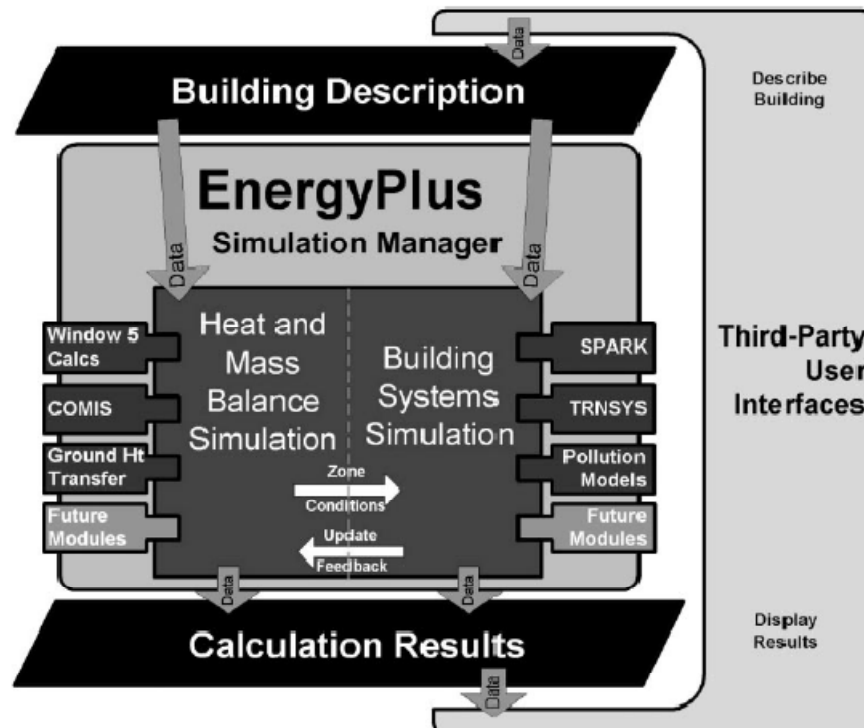 Data
Building Description
Describe
Building
EnergyPlus
Simulation Manager
Data
Data
Window 5
Calcs
COMIS
Ground Ht
Transfer
Future
Modules
Heat and
Mass
Balance
Simulation
Building
Systems
Simulation
Zone
Conditions
Update
Feedback
SPARK
TRNSYS
Pollution
Models
Future
Modules
Third-Party
User
Interfaces
Data
Data
Calculation Results
Display
Results
Data